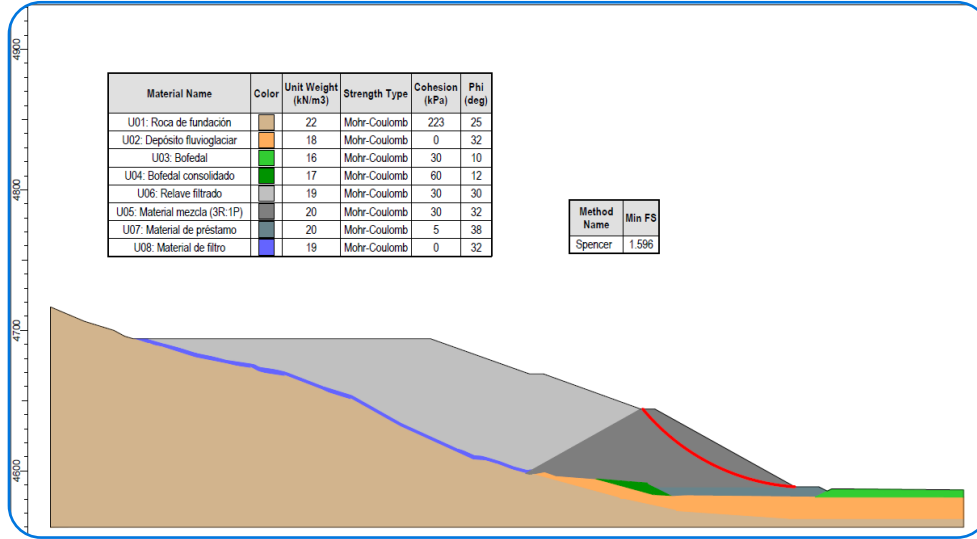 4900
4800
4700
4600
Material Name Color Unit Weight (kN/m3) Strength Type Cohesion (kPa) Phi (deg)
U01: Roca de fundación 22 Mohr-Coulomb 223 25
U02: Depósito fluvioglaciar 18 Mohr-Coulomb 0 32
U03: Bofedal 16 Mohr-Coulomb 30 10
U04: Bofedal consolidado 17 Mohr-Coulomb 60 12
U06: Relave filtrado 19 Mohr-Coulomb 30 30
U05: Material mezcla (3R:1P) 20 Mohr-Coulomb 30 32
U07: Material de préstamo 20 Mohr-Coulomb 5 38
U08: Material de filtro 19 Mohr-Coulomb 0 32
Method Name Min FS
Spencer 1.596